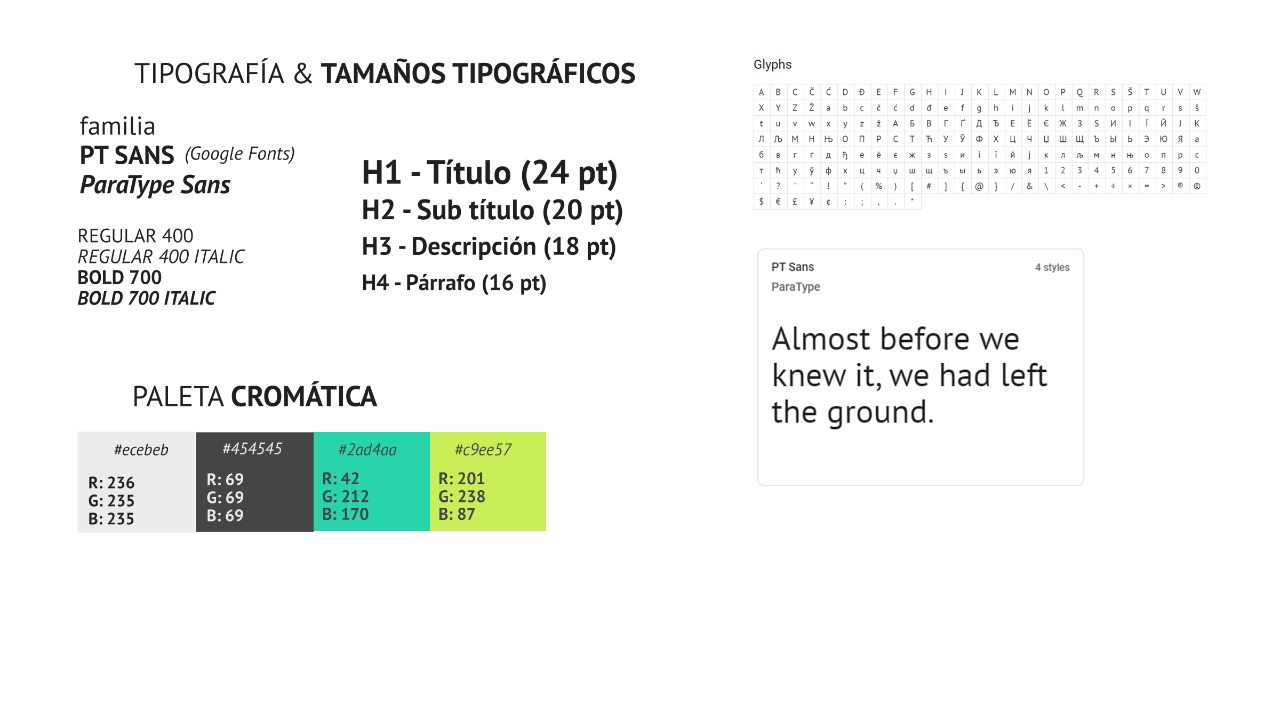 TIPOGRAFÍA & TAMAÑOS TIPOGRÁFICOS
familia
PT SANS (Google Fonts)
ParaType Sans
REGULAR 400
REGULAR 400 ITALIC
BOLD 700
BOLD 700 ITALIC
H1 - Título (24 pt)
H2 - Sub título (20 pt)
H3 - Descripción (18 pt)
H4 - Párrafo (16 pt)
PALETA CROMÁTICA
#ecebeb
R: 236
G: 235
B: 235
#454545
R: 69
G: 69
B: 69
#2ad4aa
R: 42
G: 212
B: 170
#c9ee57
R: 201
G: 238
B: 87
Glyphs
A B C Č Ć D Đ E F G H I J K L M N O P Q R S Š T U V W
X Y Z Ž a b c č ć d đ e f g h i j k l m n o p q r s š
t u v w x y z ž А Б В Г Ґ Д Ђ Е Ё Є Ж З Ѕ И І Ї Й Ј К
Л Љ М Н Њ О П Р С Т Ћ У Ў Ф Х Ц Ч Џ Ш Щ Ъ Ы Ь Э Ю Я а
б в г ґ д ђ е ё є ж з ѕ и і ї й ј к л љ м н њ о п р с
т ћ у ў ф х ц ч џ ш щ ъ ы ь э ю я 1 2 3 4 5 6 7 8 9 0
‘ ? ’ “ ! ” ( % ) [ # ] { @ } / & \ < - + ÷ × = > ® ©
$ € £ ¥ ¢ : ; , . *
PT Sans
4 styles
ParaType
Almost before we
knew it, we had left
the ground.